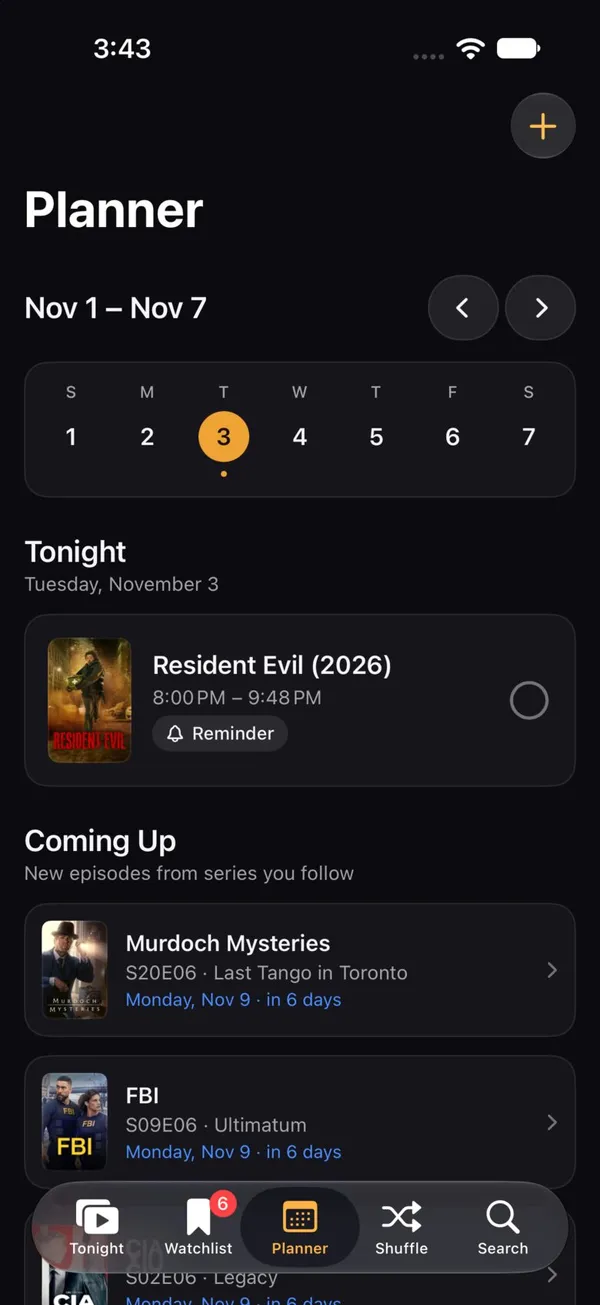 3:43
Planner
Nov 1 – Nov 7
S M T W T F S
1 2 3 4 5 6 7
Tonight
Tuesday, November 3
Resident Evil (2026)
8:00 PM – 9:48 PM
RESIDENT EVIL
Reminder
Coming Up
New episodes from series you follow
Murdoch Mysteries
S20E06 · Last Tango in Toronto
Monday, Nov 9 · in 6 days
MURDOCH
MYSTERIES
FBI
S09E06 · Ultimatum
Monday, Nov 9 · in 6 days
FBI
FBI
FBI
6
Tonight Watchlist Planner Shuffle Search
S02E06 · Legacy
CIA
Monday, Nov 9 · in 6 days